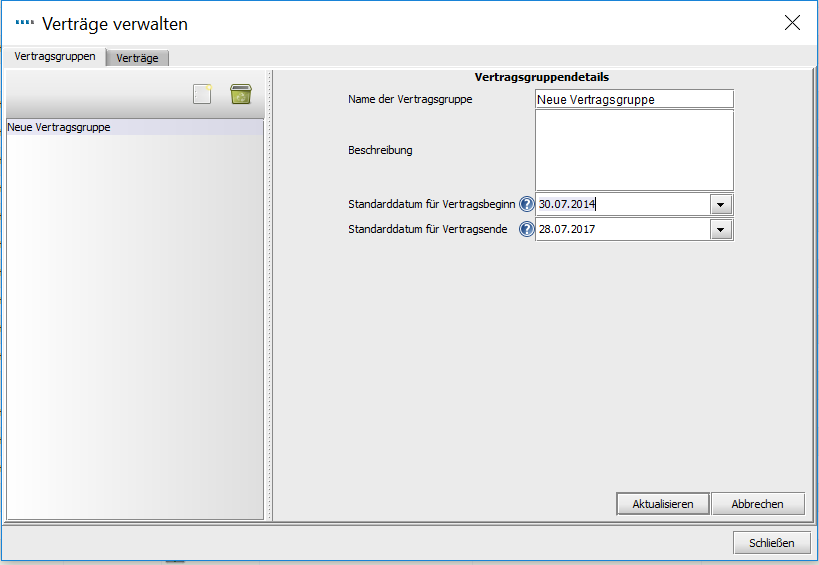 Verträge verwalten
Vertragsgruppen
Verträge
Neue Vertragsgruppe
Vertragsgruppendetails
Name der Vertragsgruppe
Neue Vertragsgruppe
Beschreibung
Standarddatum für Vertragsbeginn
30.07.2014
Standarddatum für Vertragsende
28.07.2017
Aktualisieren
Abbrechen
Schließen